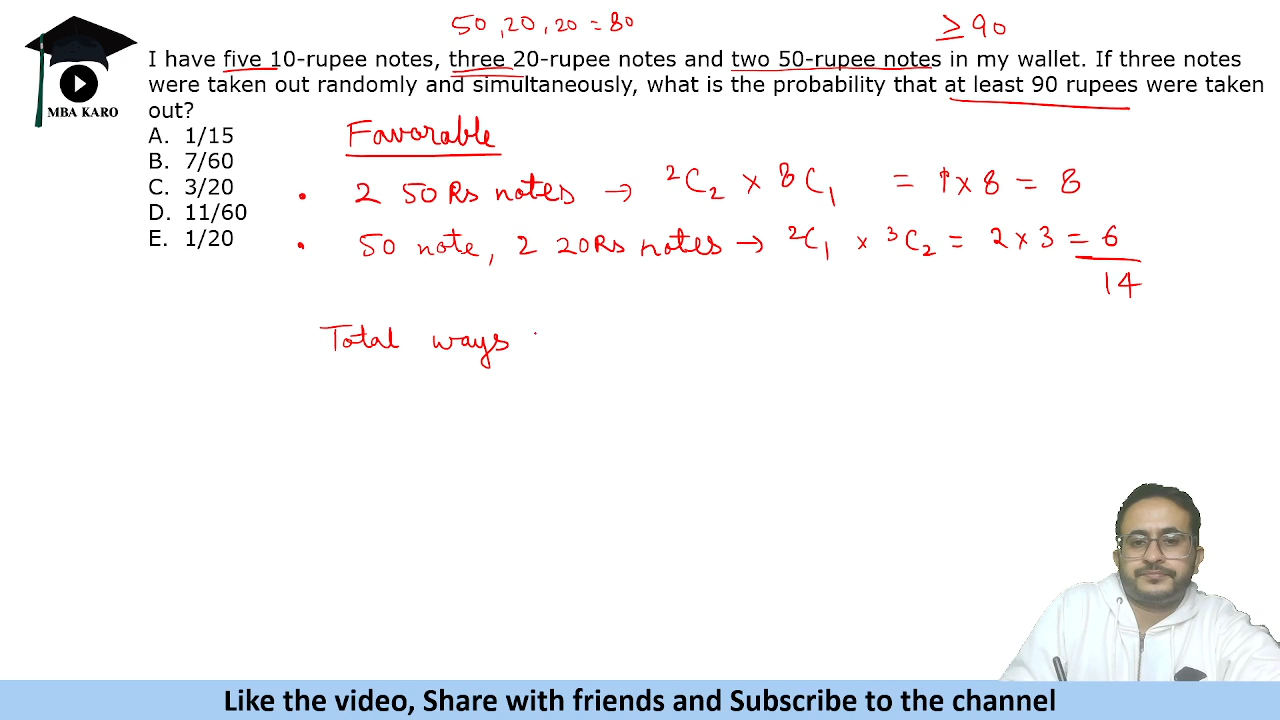 50, 20, 20 = 80
≥ 90
I have five 10-rupee notes, three 20-rupee notes and two 50-rupee notes in my wallet. If three notes
were taken out randomly and simultaneously, what is the probability that at least 90 rupees were taken
out?
MBA KARO
A. 1/15
B. 7/60
C. 3/20
D. 11/60
E. 1/20
Favorable
• 2 50 Rs notes → ²C₂ × ⁸C₁ = 1 × 8 = 8
• 50 note, 2 20Rs notes → ²C₁ × ³C₂ = 2 × 3 = 6
14
Total ways
Like the video, Share with friends and Subscribe to the channel